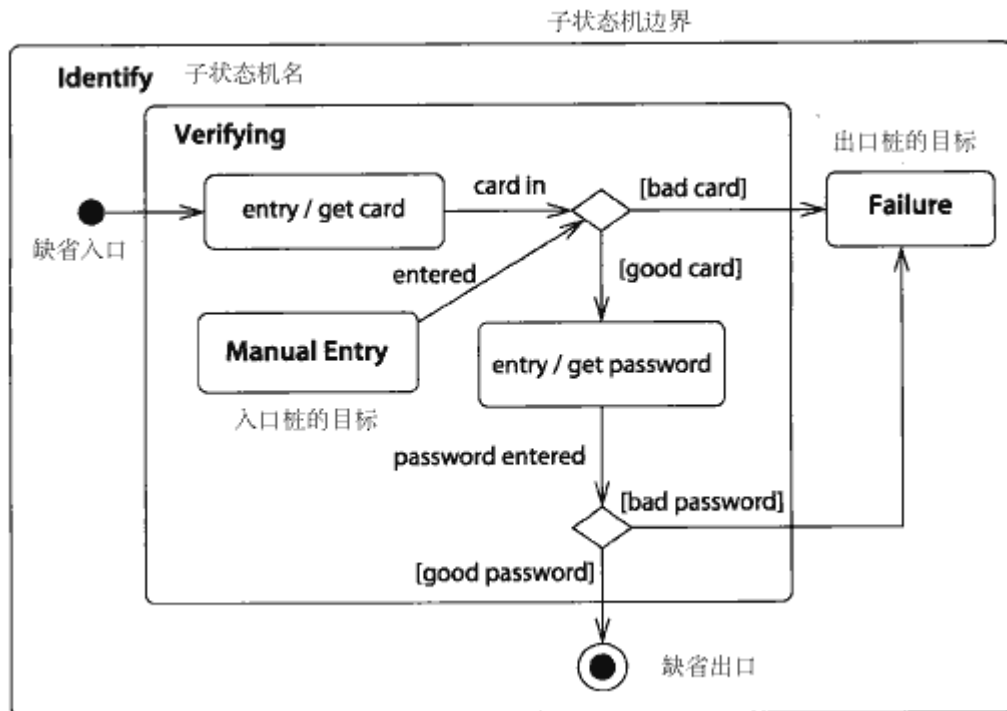 子状态机边界
Identify 子状态机名
Verifying
出口桩的目标
entry / get card
card in
[bad card]
Failure
缺省入口
entered
[good card]
Manual Entry
entry / get password
入口桩的目标
password entered
[bad password]
[good password]
缺省出口